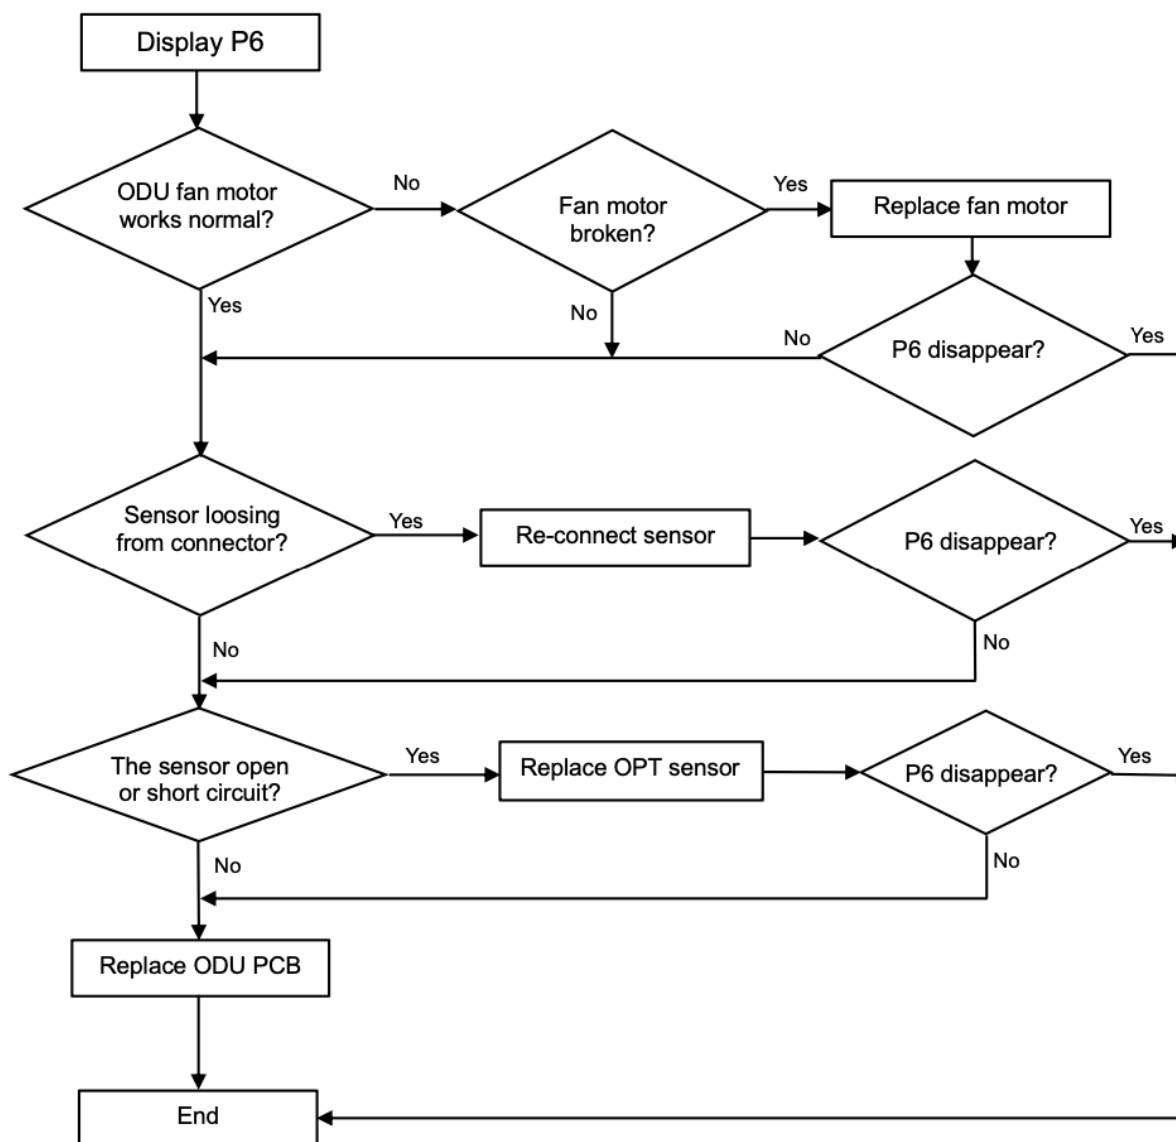 Display P6
ODU fan motor
works normal?
No
Fan motor
broken?
Yes
Replace fan motor
Yes
No
No
P6 disappear?
Yes
Sensor loosing
from connector?
Yes
Re-connect sensor
P6 disappear?
Yes
No
No
The sensor open
or short circuit?
Yes
Replace OPT sensor
P6 disappear?
Yes
No
No
Replace ODU PCB
End